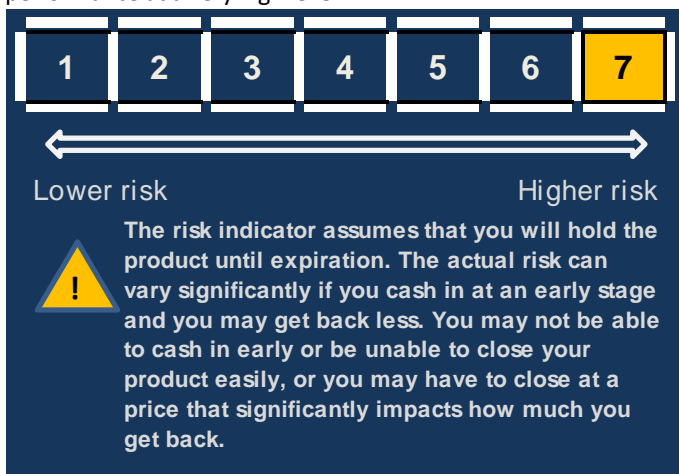 1 2 3 4 5 6 7
Lower risk Higher risk
The risk indicator assumes that you will hold the
product until expiration. The actual risk can
vary significantly if you cash in at an early stage
and you may get back less. You may not be able
to cash in early or be unable to close your
product easily, or you may have to close at a
price that significantly impacts how much you
get back.
!